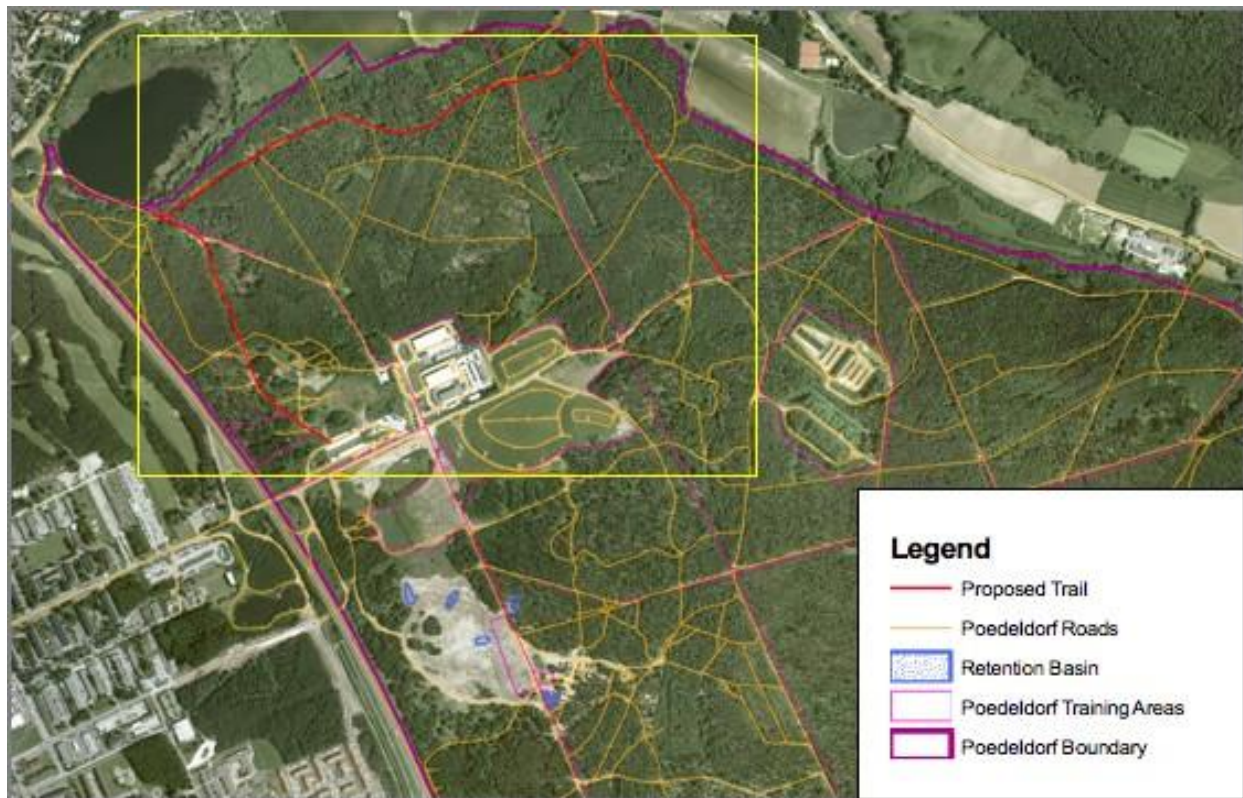 Legend
Proposed Trail
Poedeldorf Roads
Retention Basin
Poedeldorf Training Areas
Poedeldorf Boundary